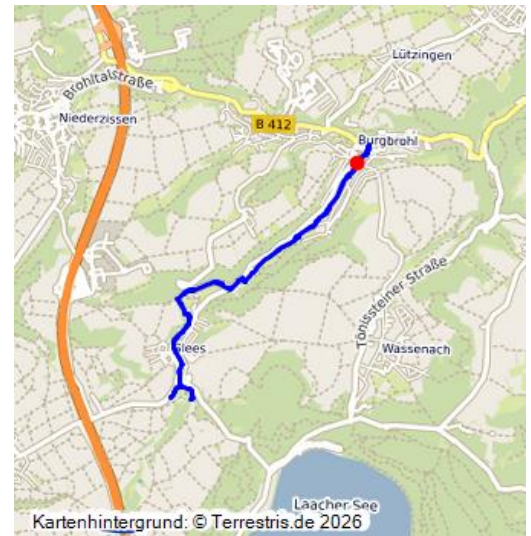 Lützingen
Brohltalstraße
Niederzissen
B 412
Burgbrohl
Tönissteiner Straße
Glees
Wassenach
Laacher See
Kartenhintergrund: © Terrestris.de 2026